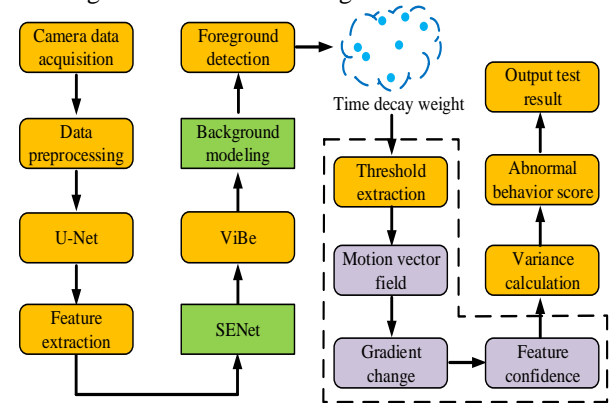 Camera data
acquisition
Data
preprocessing
U-Net
Feature
extraction
SENet
ViBe
Background
modeling
Foreground
detection
Time decay weight
Threshold
extraction
Motion vector
field
Gradient
change
Feature
confidence
Variance
calculation
Abnormal
behavior score
Output test
result